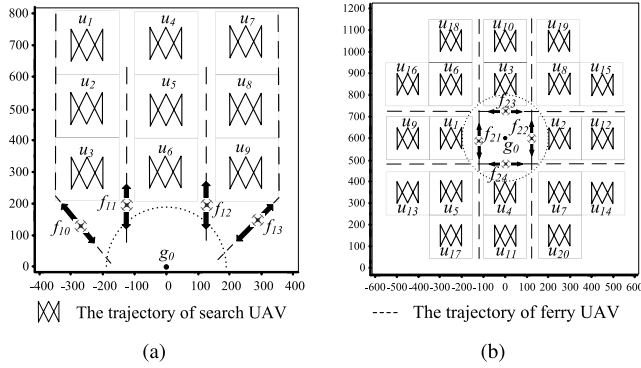 800
700
600
500
400
300
200
100
0
-400 -300 -200 -100 0 100 200 300 400
u1 u4 u7
u2 u5 u8
u3 u6 u9
f10 f11 f12 f13
g0
The trajectory of search UAV
(a)
1200
1100
1000
900
800
700
600
500
400
300
200
100
0
-600 -500 -400 -300 -200 -100 0 100 200 300 400 500 600
u18 u10 u19
u16 u6 u3 u8 u15
f23
u9 u1 f21 f22 u2 u12
g0
f24
u13 u5 u4 u7 u14
u17 u11 u20
The trajectory of ferry UAV
(b)